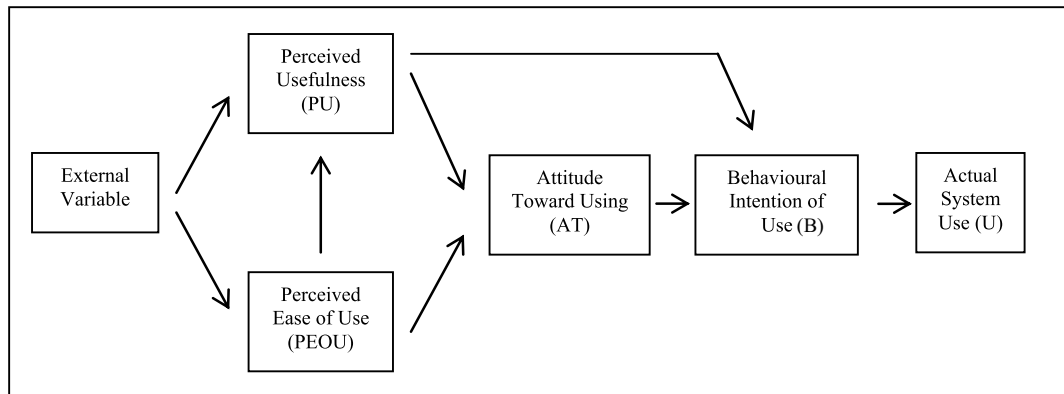 External
Variable
Perceived
Usefulness
(PU)
Perceived
Ease of Use
(PEOU)
Attitude
Toward Using
(AT)
Behavioural
Intention of
Use (B)
Actual
System
Use (U)